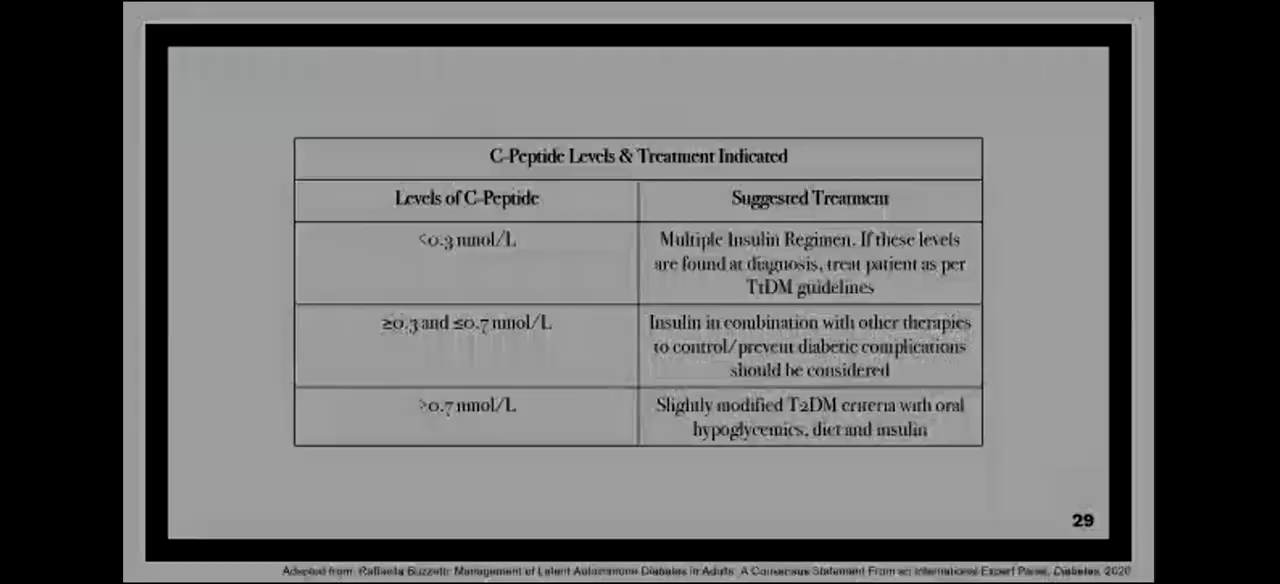 C-Peptide Levels & Treatment Indicated
Levels of C-Peptide
Suggested Treatment
<0.3 nmol/L
Multiple Insulin Regimen. If these levels
are found at diagnosis, treat patient as per
T1DM guidelines
≥0.3 and ≤0.7 nmol/L
Insulin in combination with other therapies
to control/prevent diabetic complications
should be considered
>0.7 nmol/L
Slightly modified T2DM criteria with oral
hypoglycemics, diet and insulin
29
Adapted from: Raffaella Buzzetti: Management of Latent Autoimmune Diabetes in Adults: A Consensus Statement From an International Expert Panel, Diabetes, 2020